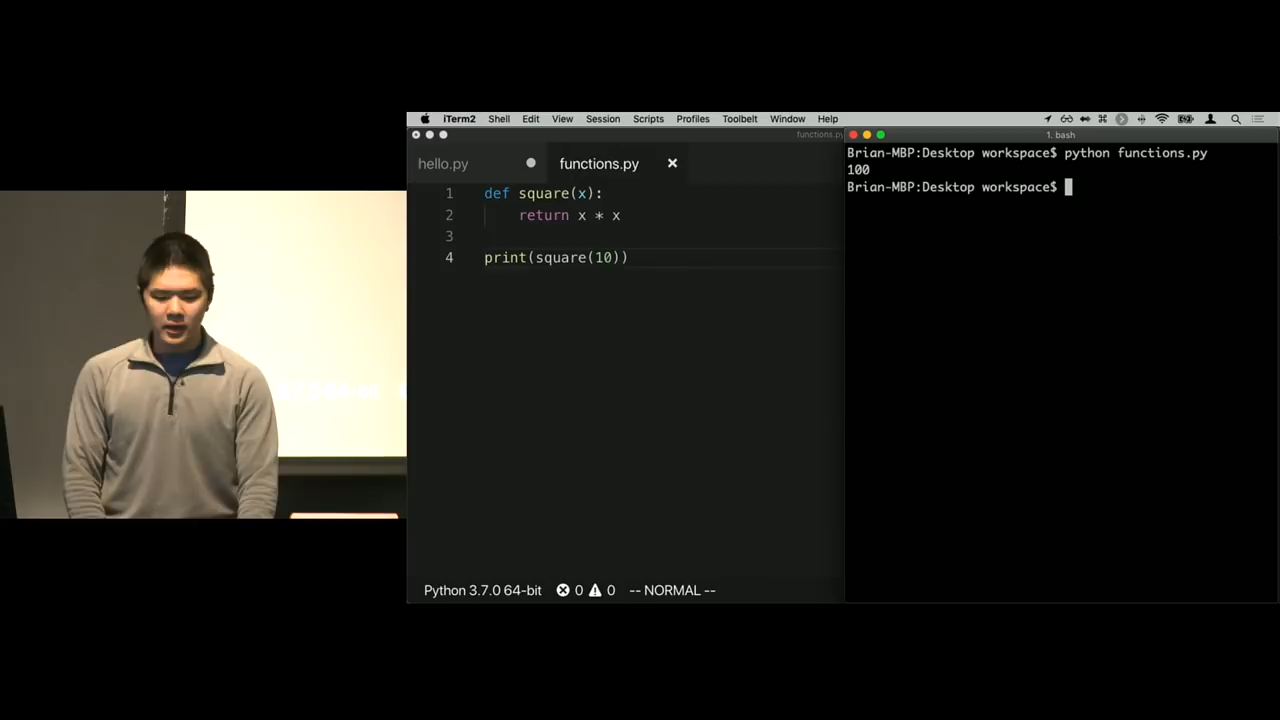 iTerm2 Shell Edit View Session Scripts Profiles Toolbelt Window Help
functions.py
1. bash
hello.py
functions.py
1 def square(x):
2 return x * x
3
4 print(square(10))
Python 3.7.0 64-bit 0 0 -- NORMAL --
Brian-MBP:Desktop workspace$ python functions.py
100
Brian-MBP:Desktop workspace$